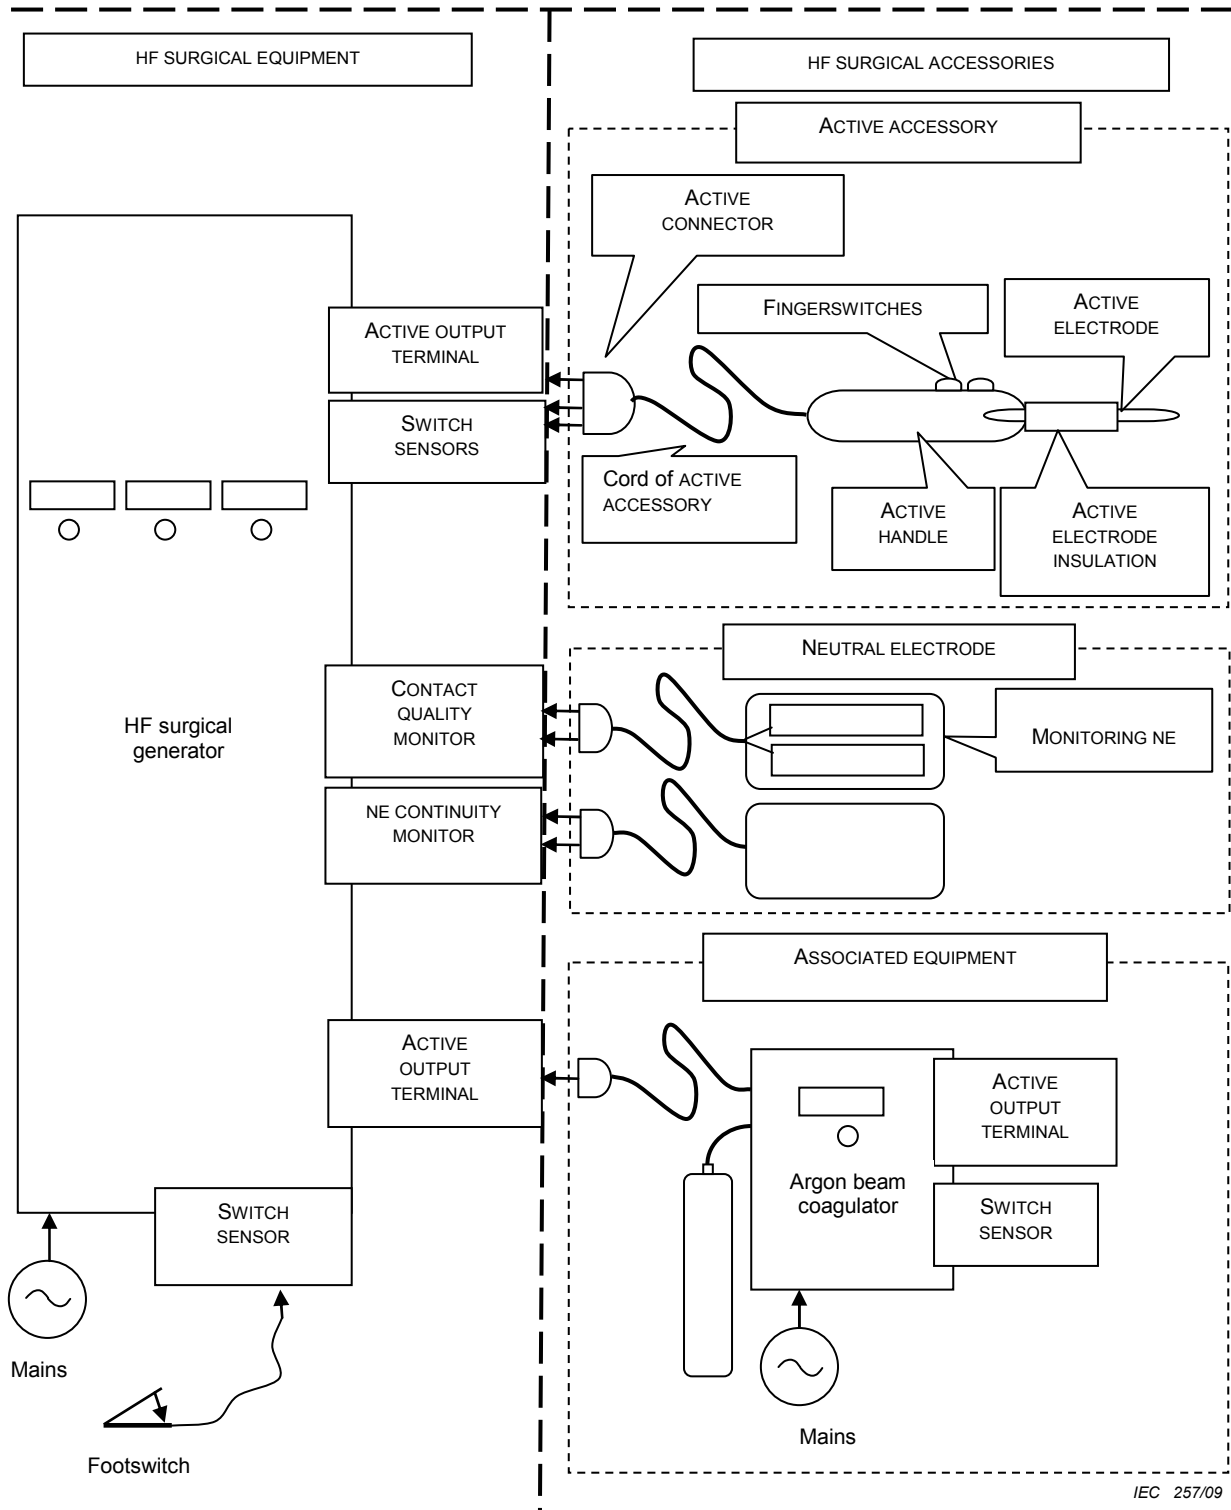 HF SURGICAL EQUIPMENT
HF SURGICAL ACCESSORIES
ACTIVE ACCESSORY
ACTIVE
CONNECTOR
FINGERSWITCHES
ACTIVE
ELECTRODE
ACTIVE OUTPUT
TERMINAL
SWITCH
SENSORS
Cord of ACTIVE
ACCESSORY
ACTIVE
HANDLE
ACTIVE
ELECTRODE
INSULATION
NEUTRAL ELECTRODE
HF surgical
generator
CONTACT
QUALITY
MONITOR
MONITORING NE
NE CONTINUITY
MONITOR
ASSOCIATED EQUIPMENT
ACTIVE
OUTPUT
TERMINAL
ACTIVE
OUTPUT
TERMINAL
Argon beam
coagulator
SWITCH
SENSOR
SWITCH
SENSOR
Mains
Mains
Footswitch
IEC 257/09